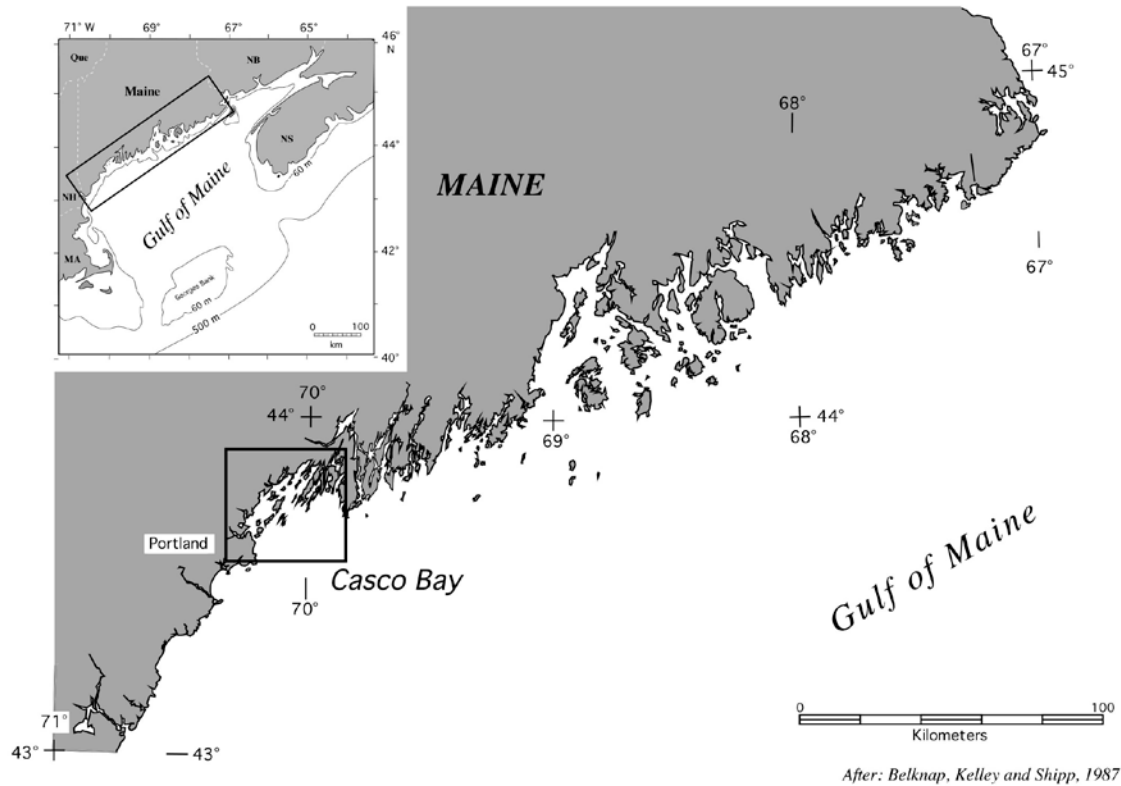 71° W
69°
67°
65°
46°
N
Que
NB
Maine
NS
44°
60 m
NH
Gulf of Maine
MA
42°
Georges Bank
60 m
500 m
0
100
km
40°
67°
45°
68°
MAINE
67°
70°
44°
44°
69°
68°
Portland
Casco Bay
70°
Gulf of Maine
71°
43°
43°
0
100
Kilometers
After: Belknap, Kelley and Shipp, 1987